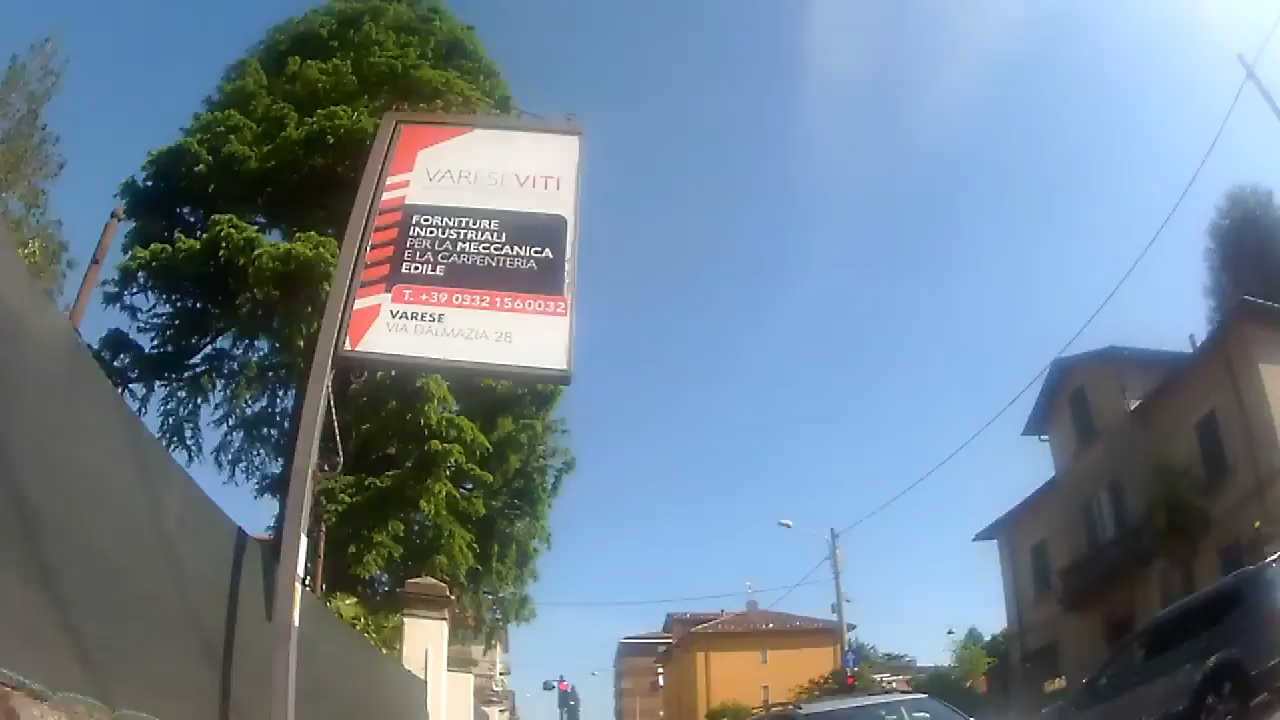 VARESEVITI
FORNITURE
INDUSTRIALI
PER LA MECCANICA
E LA CARPENTERIA
EDILE
T. +39 0332 1560032
VARESE
VIA DALMAZIA 28